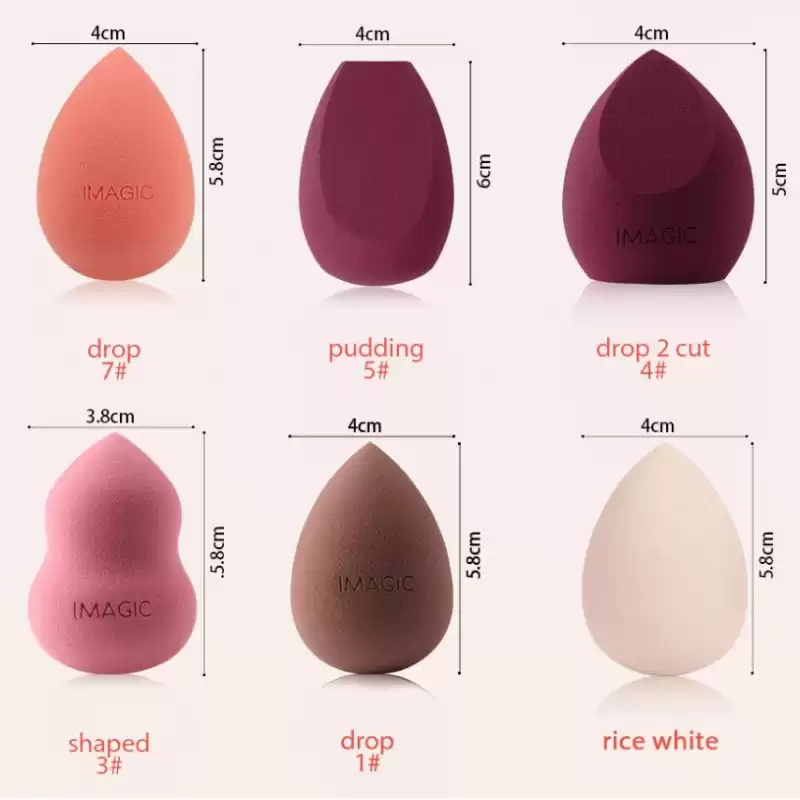 4cm
4cm
4cm
5.8cm
6cm
5cm
IMAGIC
IMAGIC
drop
7#
pudding
5#
drop 2 cut
4#
3.8cm
4cm
4cm
.5.8cm
5.8cm
5.8cm
IMAGIC
IMAGIC
shaped
3#
drop
1#
rice white